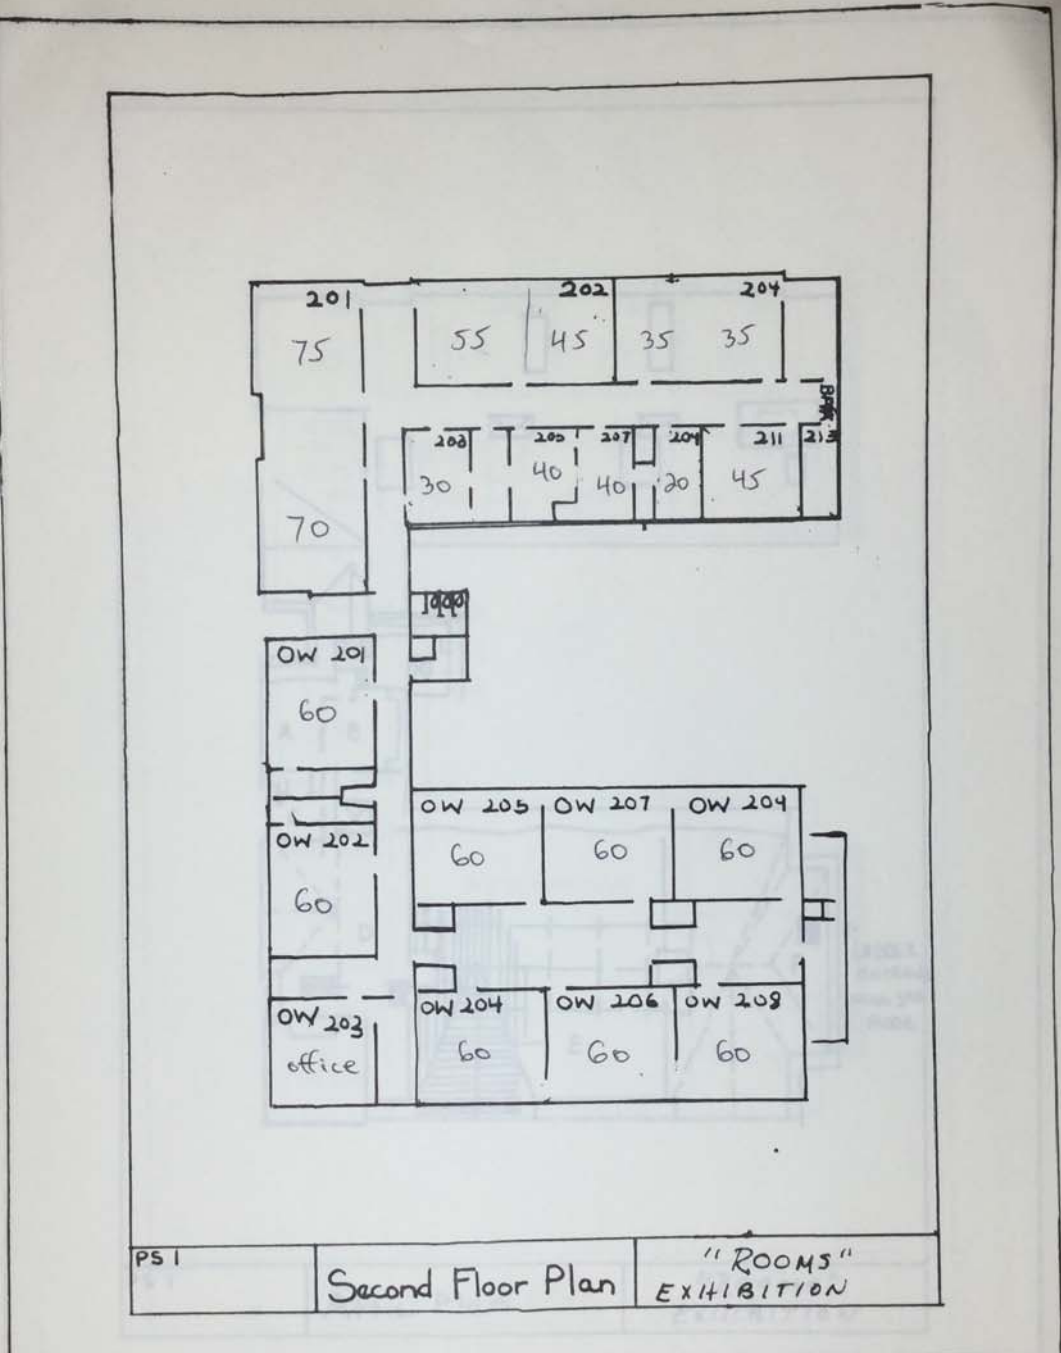 201 202 204
75 55 45 35 35
203 205 207 209 211 213
30 40 40 20 45
70
OW 201
60
OW 205 OW 207 OW 204
OW 202
60 60 60
60
OW 204 OW 206 OW 208
OW 203
office 60 60 60
PS 1
Second Floor Plan
"ROOMS"
EXHIBITION